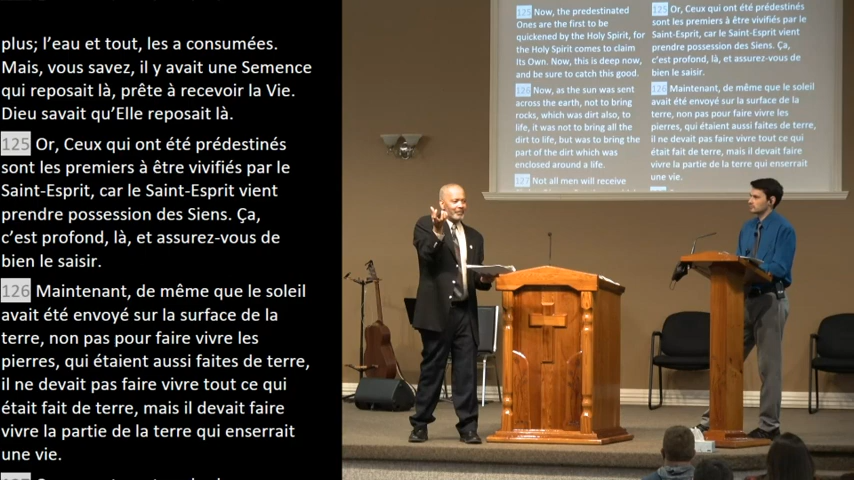 plus; l'eau et tout, les a consumées.
Mais, vous savez, il y avait une Semence
qui reposait là, prête à recevoir la Vie.
Dieu savait qu'Elle reposait là.
125 Or, Ceux qui ont été prédestinés
sont les premiers à être vivifiés par le
Saint-Esprit, car le Saint-Esprit vient
prendre possession des Siens. Ça,
c'est profond, là, et assurez-vous de
bien le saisir.
126 Maintenant, de même que le soleil
avait été envoyé sur la surface de la
terre, non pas pour faire vivre les
pierres, qui étaient aussi faites de terre,
il ne devait pas faire vivre tout ce qui
était fait de terre, mais il devait faire
vivre la partie de la terre qui enserrait
une vie.
125 Now, the predestinated
Ones are the first to be
quickened by the Holy Spirit, for
the Holy Spirit comes to claim
Its Own. Now, this is deep now,
and be sure to catch this good.
126 Now, as the sun was sent
across the earth, not to bring
rocks, which was dirt also, to
life, it was not to bring all the
dirt to life, but was to bring the
part of the dirt which was
enclosed around a life.
127 Not all men will receive
125 Or, Ceux qui ont été prédestinés
sont les premiers à être vivifiés par le
Saint-Esprit, car le Saint-Esprit vient
prendre possession des Siens. Ça,
c'est profond, là, et assurez-vous de
bien le saisir.
126 Maintenant, de même que le soleil
avait été envoyé sur la surface de la
terre, non pas pour faire vivre les
pierres, qui étaient aussi faites de terre,
il ne devait pas faire vivre tout ce qui
était fait de terre, mais il devait faire
vivre la partie de la terre qui enserrait
une vie.